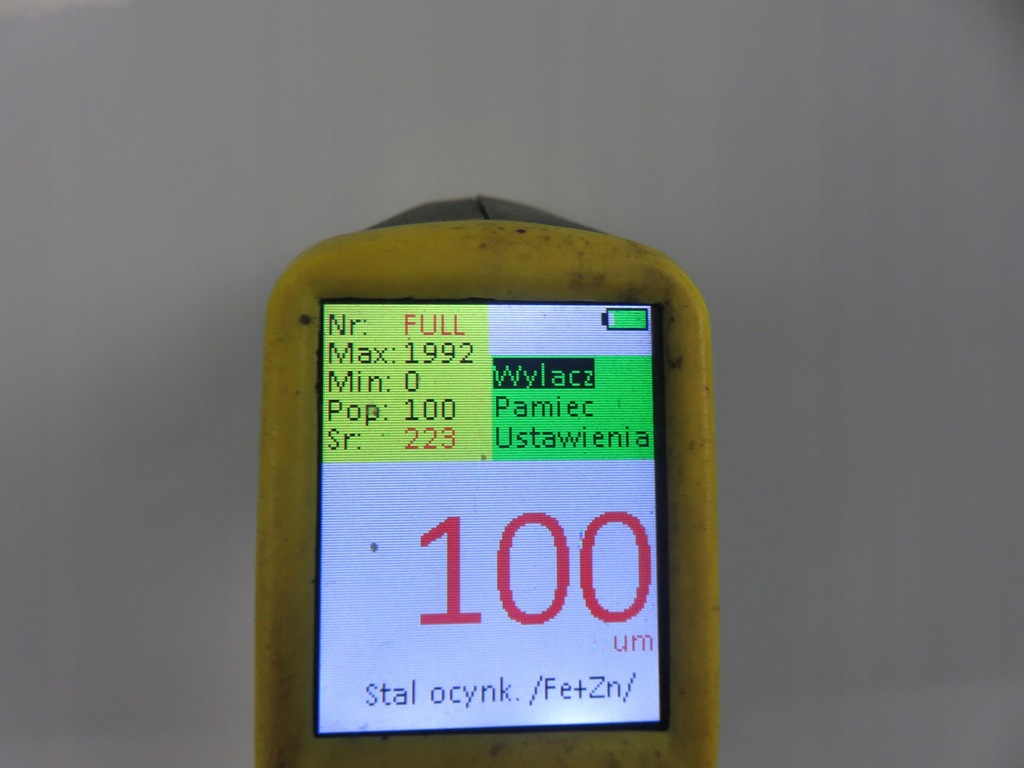 Nr: FULL
Max: 1992
Min: 0
Pop: 100
Sr: 223
Wylacz
Pamiec
Ustawienia
100
um
Stal ocynk. /Fe+Zn/